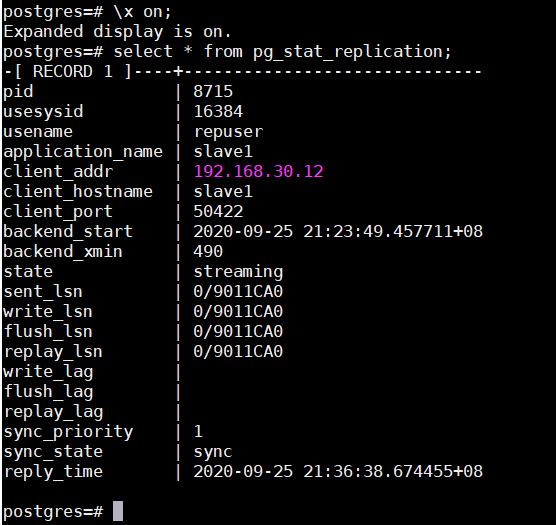 postgres=# \x on;
Expanded display is on.
postgres=# select * from pg_stat_replication;
-[ RECORD 1 ]----+------------------------------
pid              | 8715
usesysid         | 16384
usename          | repuser
application_name | slave1
client_addr      | 192.168.30.12
client_hostname  | slave1
client_port      | 50422
backend_start    | 2020-09-25 21:23:49.457711+08
backend_xmin     | 490
state            | streaming
sent_lsn         | 0/9011CA0
write_lsn        | 0/9011CA0
flush_lsn        | 0/9011CA0
replay_lsn       | 0/9011CA0
write_lag        |
flush_lag        |
replay_lag       |
sync_priority    | 1
sync_state       | sync
reply_time       | 2020-09-25 21:36:38.674455+08
postgres=#